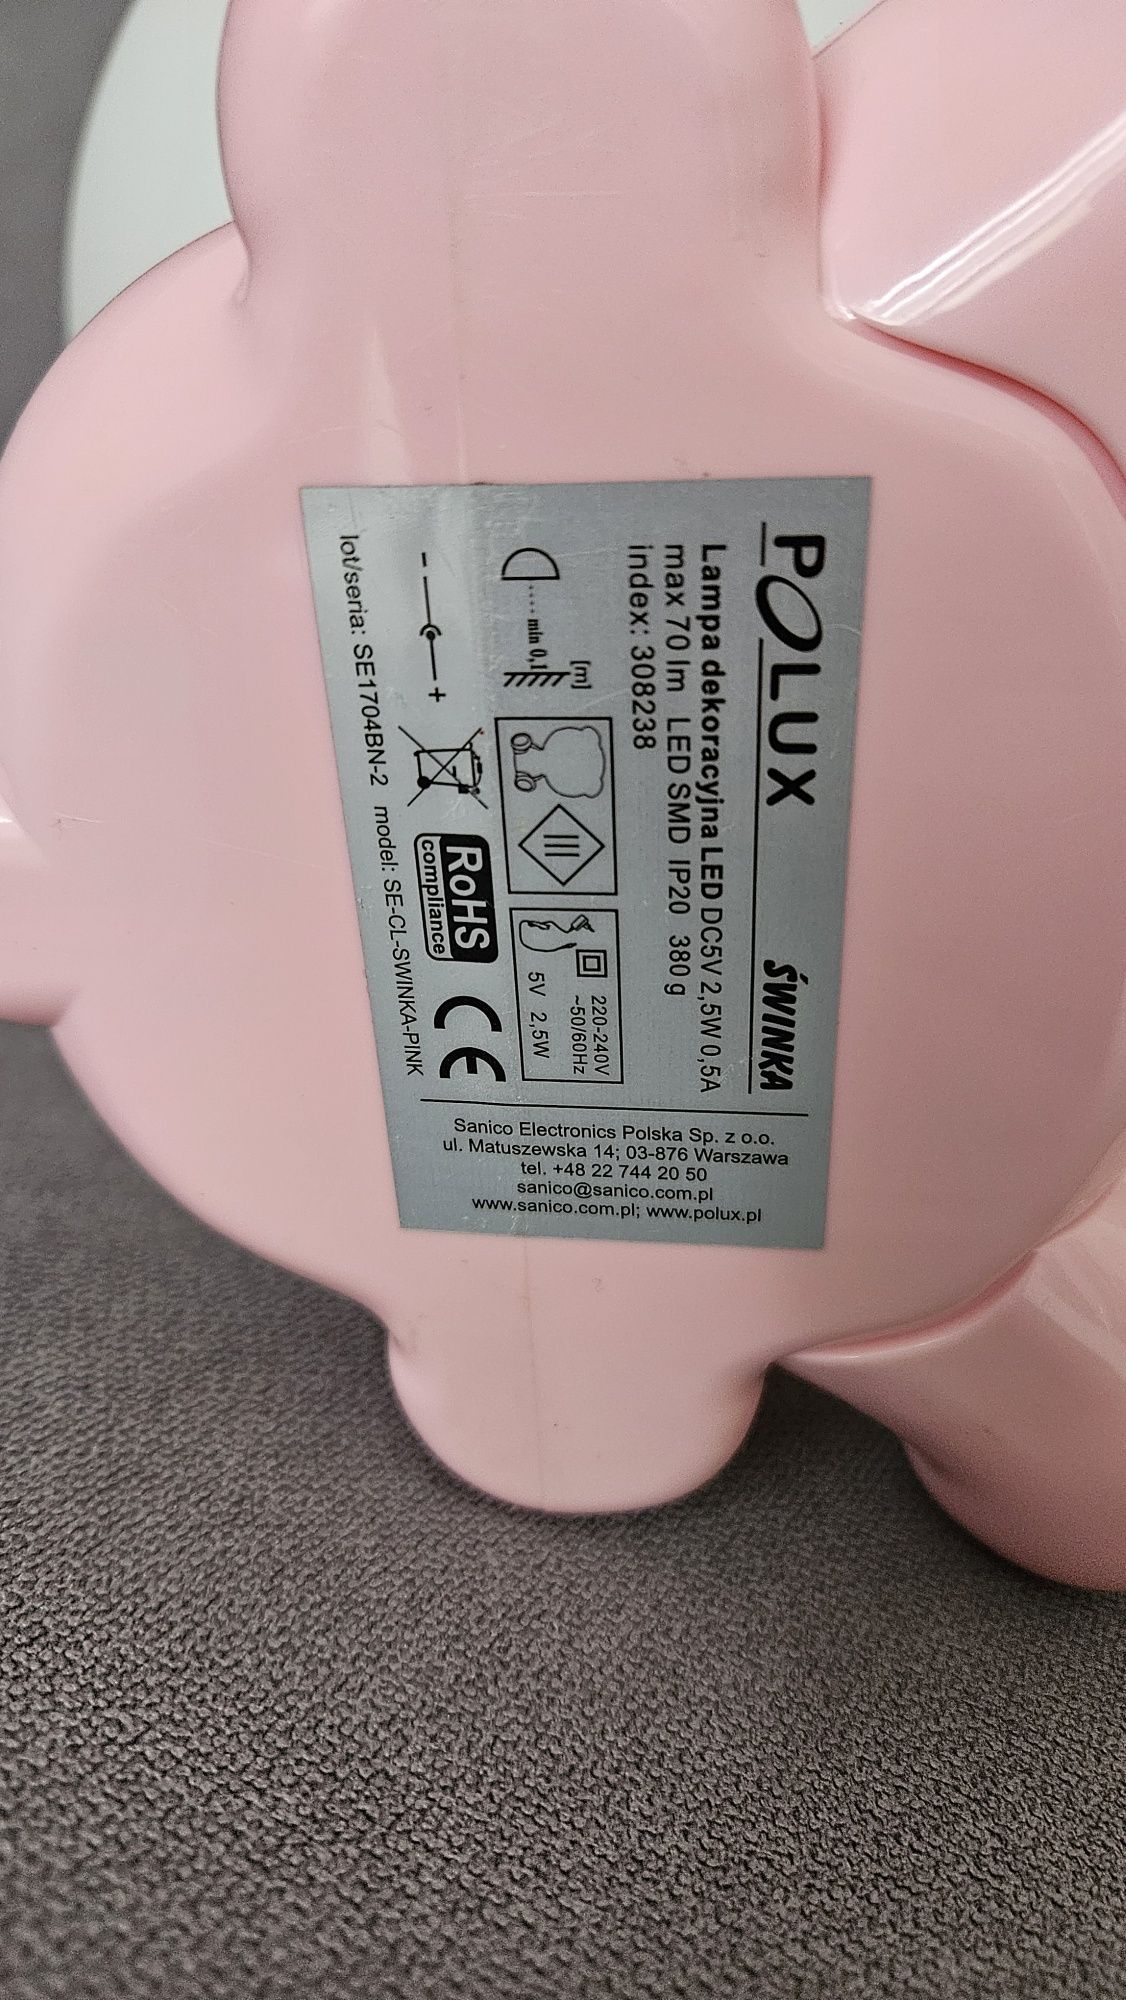 POLUX ŚWINKA
Lampa dekoracyjna LED DC5V 2,5W 0,5A
max 70 lm LED SMD IP20 380 g
index: 308238
[m]
min 0,1
220-240V
~50/60Hz
5V 2,5W
- +
RoHS
compliance
CE
lot/seria: SE1704BN-2 model: SE-CL-SWINKA-PINK
Sanico Electronics Polska Sp. z o.o.
ul. Matuszewska 14; 03-876 Warszawa
tel. +48 22 744 20 50
sanico@sanico.com.pl
www.sanico.com.pl; www.polux.pl